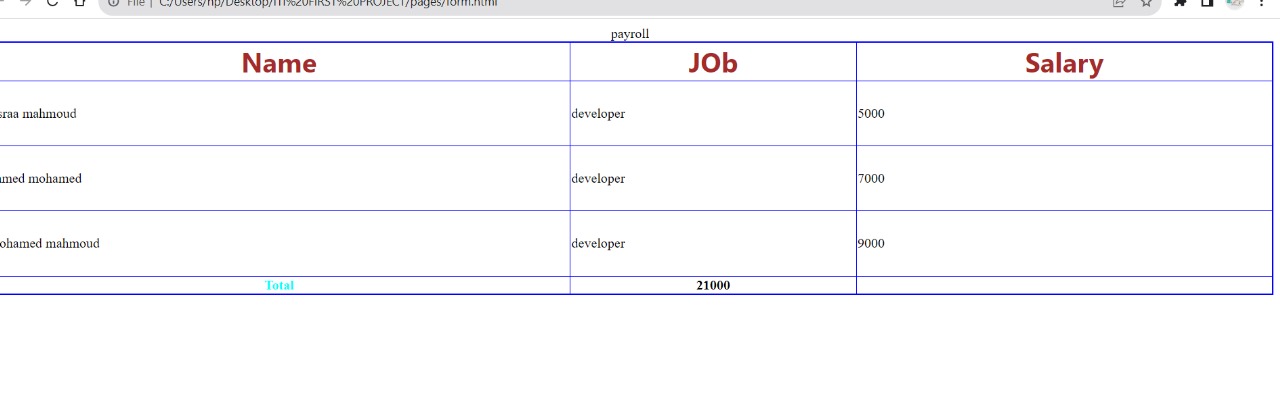 File | C:/Users/hp/Desktop/ITI%20FIRST%20PROJECT/pages/form.html
payroll
Name JOb Salary
sraa mahmoud developer 5000
med mohamed developer 7000
ohamed mahmoud developer 9000
Total 21000